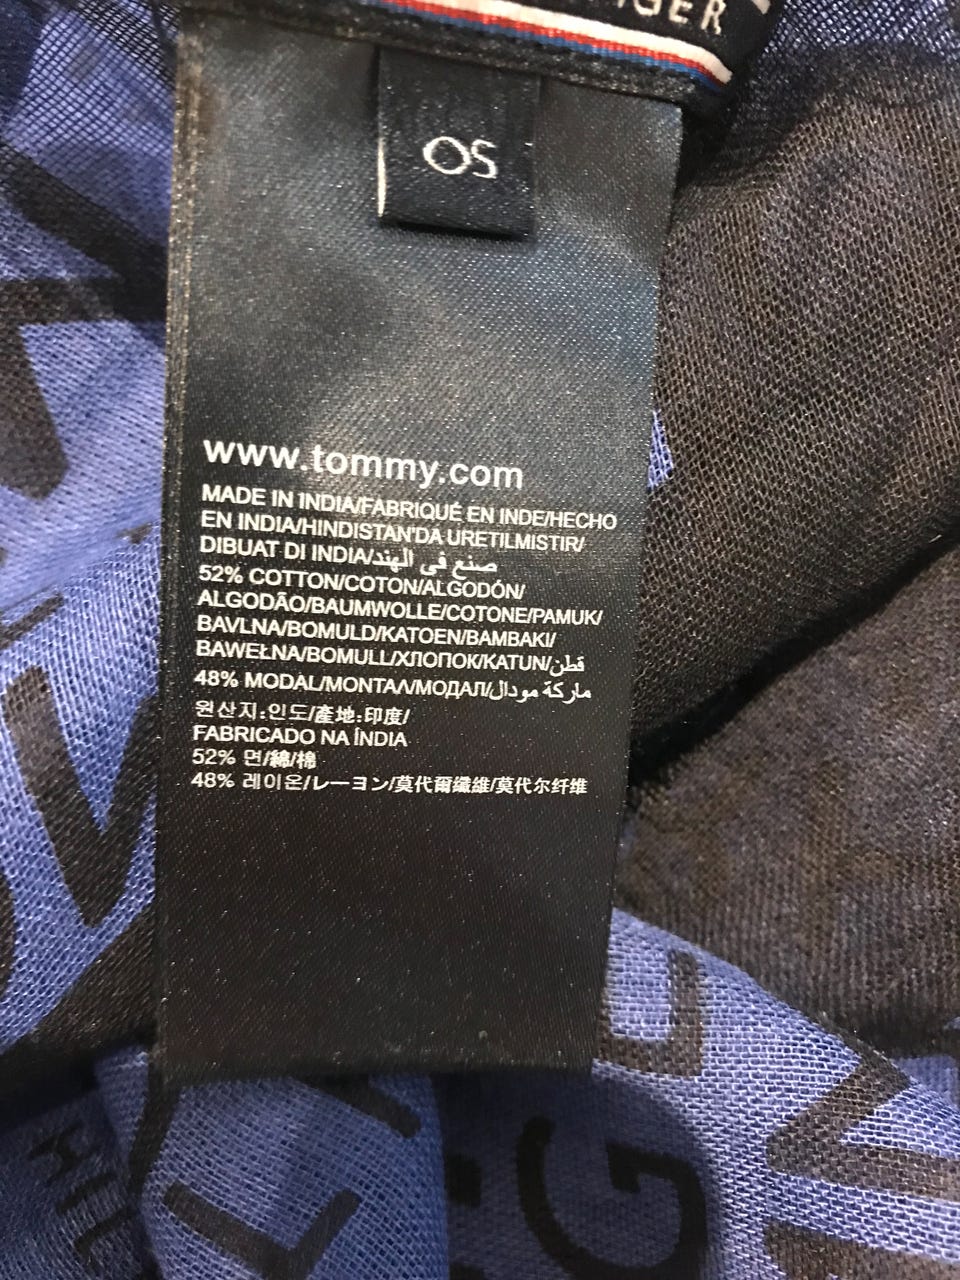 OS
www.tommy.com
MADE IN INDIA/FABRIQUÉ EN INDE/HECHO
EN INDIA/HINDISTAN'DA URETILMISTIR/
DIBUAT DI INDIA/صنع في الهند
52% COTTON/COTON/ALGODÓN/
ALGODÃO/BAUMWOLLE/COTONE/PAMUK/
BAVLNA/BOMULD/KATOEN/BAMBAKI/
BAWEŁNA/BOMULL/ХЛОПОК/KATUN/قطن
48% MODAL/ΜΟΝΤΑΛ/МОДАЛ/ماركة مودال
원산지:인도/產地:印度/
FABRICADO NA ÍNDIA
52% 면/綿/棉
48% 레이온/レーヨン/莫代爾纖維/莫代尔纤维